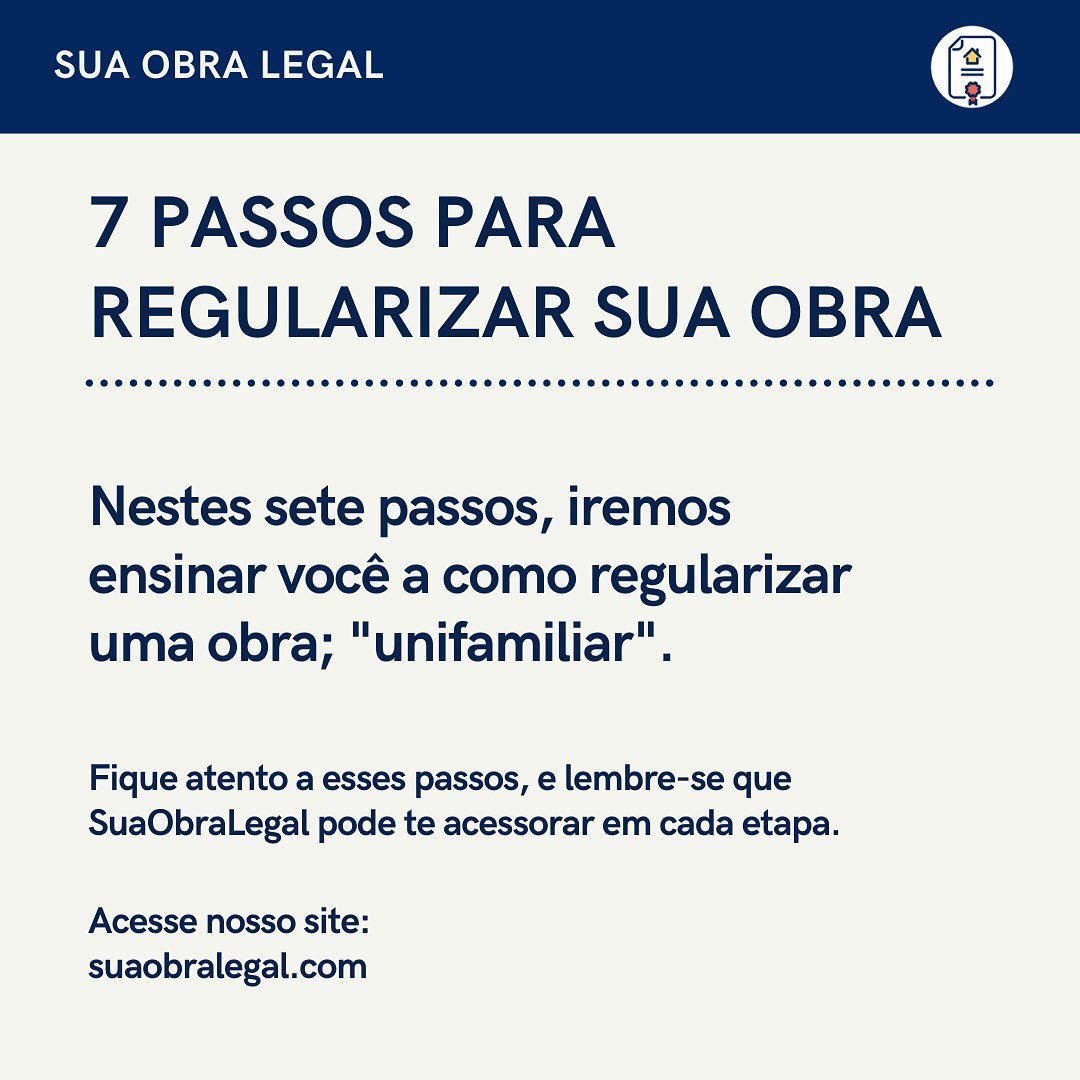 SUA OBRA LEGAL
7 PASSOS PARA
REGULARIZAR SUA OBRA
Nestes sete passos, iremos
ensinar você a como regularizar
uma obra; "unifamiliar".
Fique atento a esses passos, e lembre-se que
SuaObraLegal pode te acessorar em cada etapa.
Acesse nosso site:
suaobralegal.com